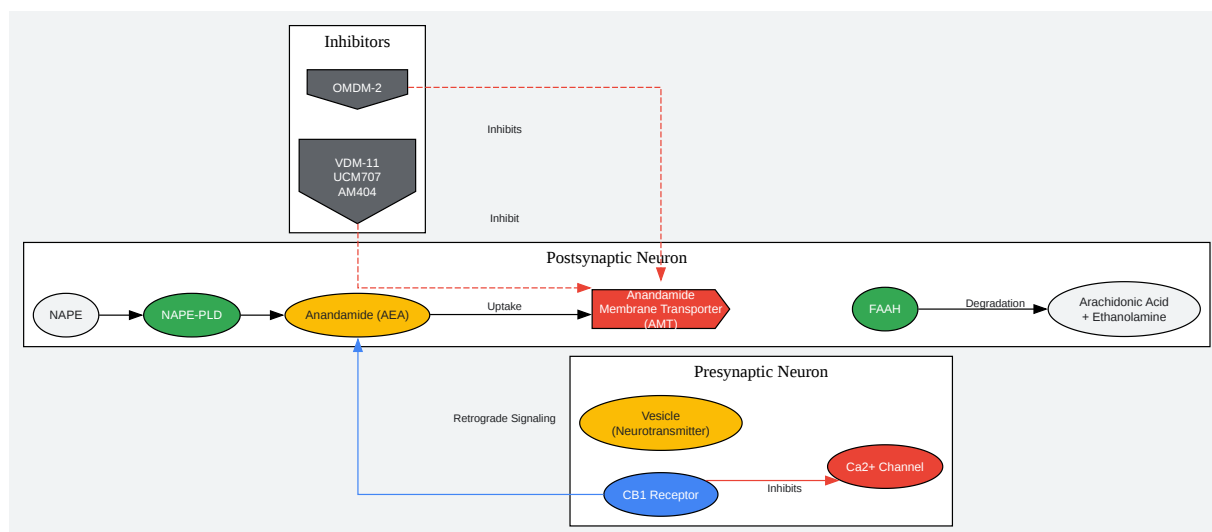 Inhibitors
OMDM-2
Inhibits
VDM-11
UCM707
AM404
Inhibit
Postsynaptic Neuron
NAPE
NAPE-PLD
Anandamide (AEA)
Uptake
Anandamide
Membrane Transporter
(AMT)
FAAH
Degradation
Arachidonic Acid
+ Ethanolamine
Presynaptic Neuron
Retrograde Signaling
Vesicle
(Neurotransmitter)
Ca2+ Channel
CB1 Receptor
Inhibits